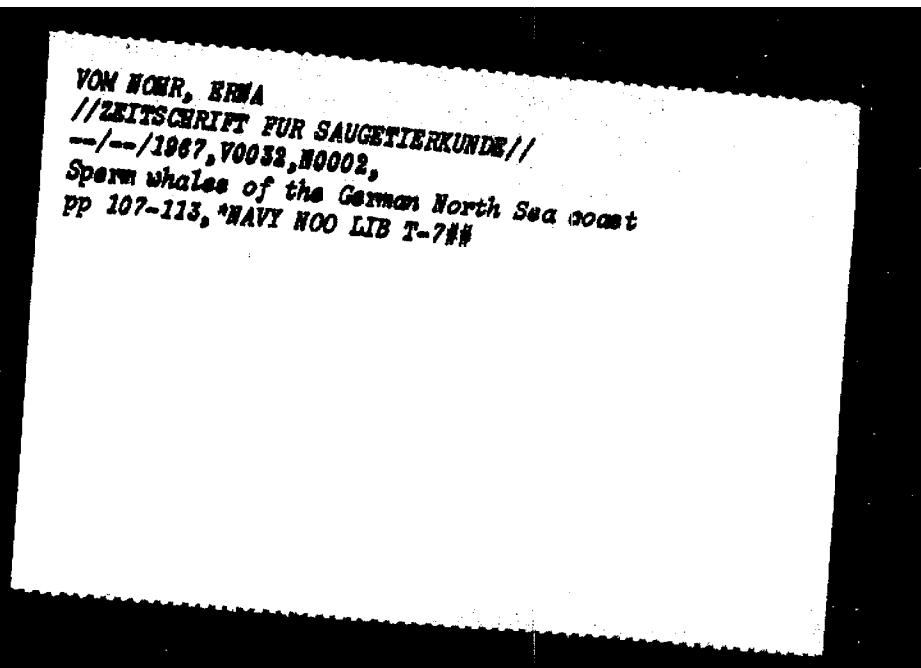 VOM MOHR, ERNA
//ZEITSCHRIFT FUR SAUGETIERKUNDE//
--/--/1967,V0032,N0002,
Sperm whales of the German North Sea coast
pp 107-113, *NAVY NOO LIB T-7##